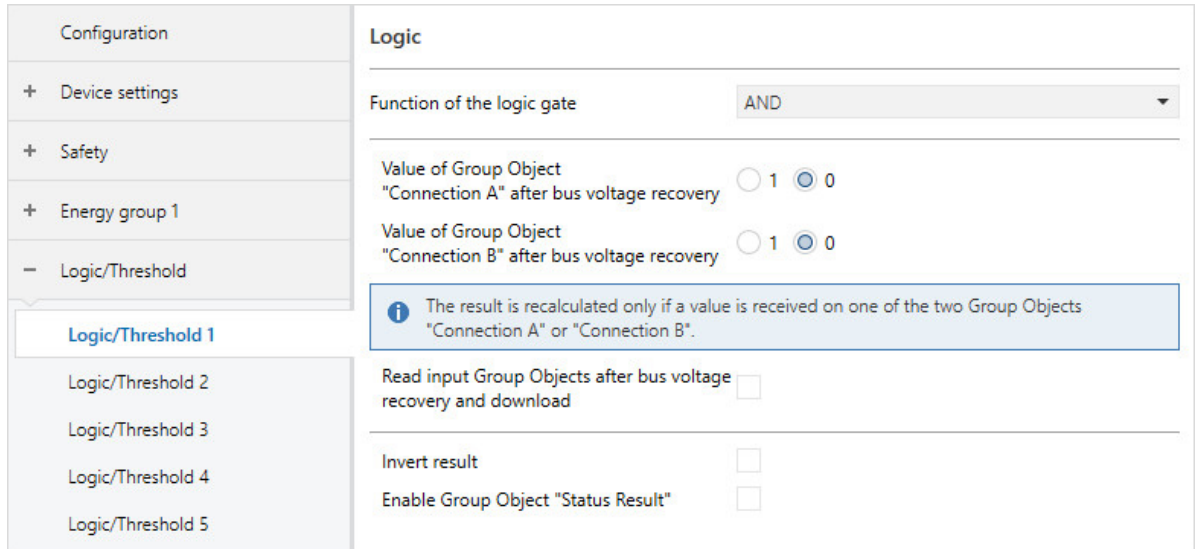 Configuration
+ Device settings
+ Safety
+ Energy group 1
− Logic/Threshold
Logic/Threshold 1
Logic/Threshold 2
Logic/Threshold 3
Logic/Threshold 4
Logic/Threshold 5
Logic
Function of the logic gate AND
Value of Group Object
"Connection A" after bus voltage recovery 1 0
Value of Group Object
"Connection B" after bus voltage recovery 1 0
The result is recalculated only if a value is received on one of the two Group Objects
"Connection A" or "Connection B".
Read input Group Objects after bus voltage
recovery and download
Invert result
Enable Group Object "Status Result"